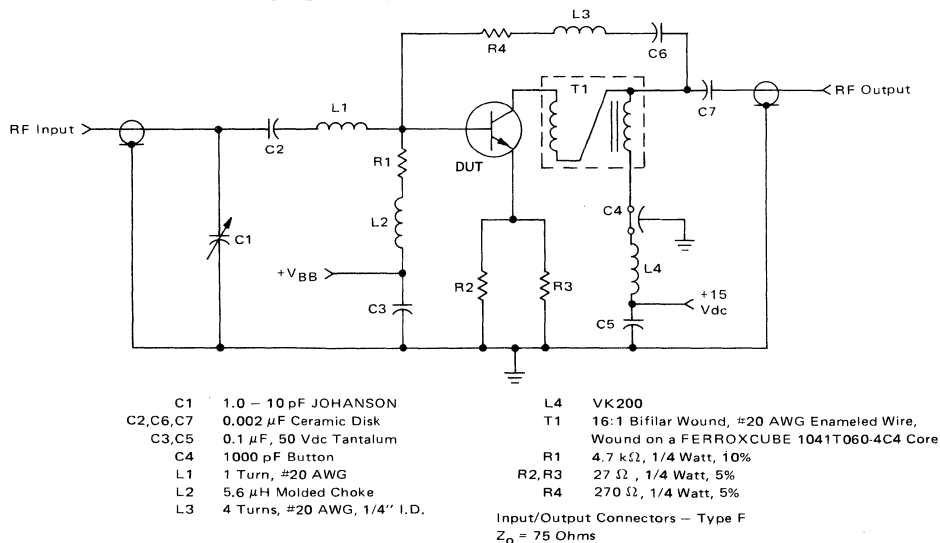 L3
R4
C6
T1
C7
RF Output
L1
RF Input
C2
R1
DUT
L2
C4
C1
L4
+VBB
R2
R3
+15
Vdc
C3
C5
C1 1.0 – 10 pF JOHANSON
C2,C6,C7 0.002 μF Ceramic Disk
C3,C5 0.1 μF, 50 Vdc Tantalum
C4 1000 pF Button
L1 1 Turn, #20 AWG
L2 5.6 μH Molded Choke
L3 4 Turns, #20 AWG, 1/4" I.D.
L4 VK200
T1 16:1 Bifilar Wound, #20 AWG Enameled Wire,
Wound on a FERROXCUBE 1041T060-4C4 Core
R1 4.7 kΩ, 1/4 Watt, 10%
R2,R3 27 Ω, 1/4 Watt, 5%
R4 270 Ω, 1/4 Watt, 5%
Input/Output Connectors – Type F
Zo = 75 Ohms